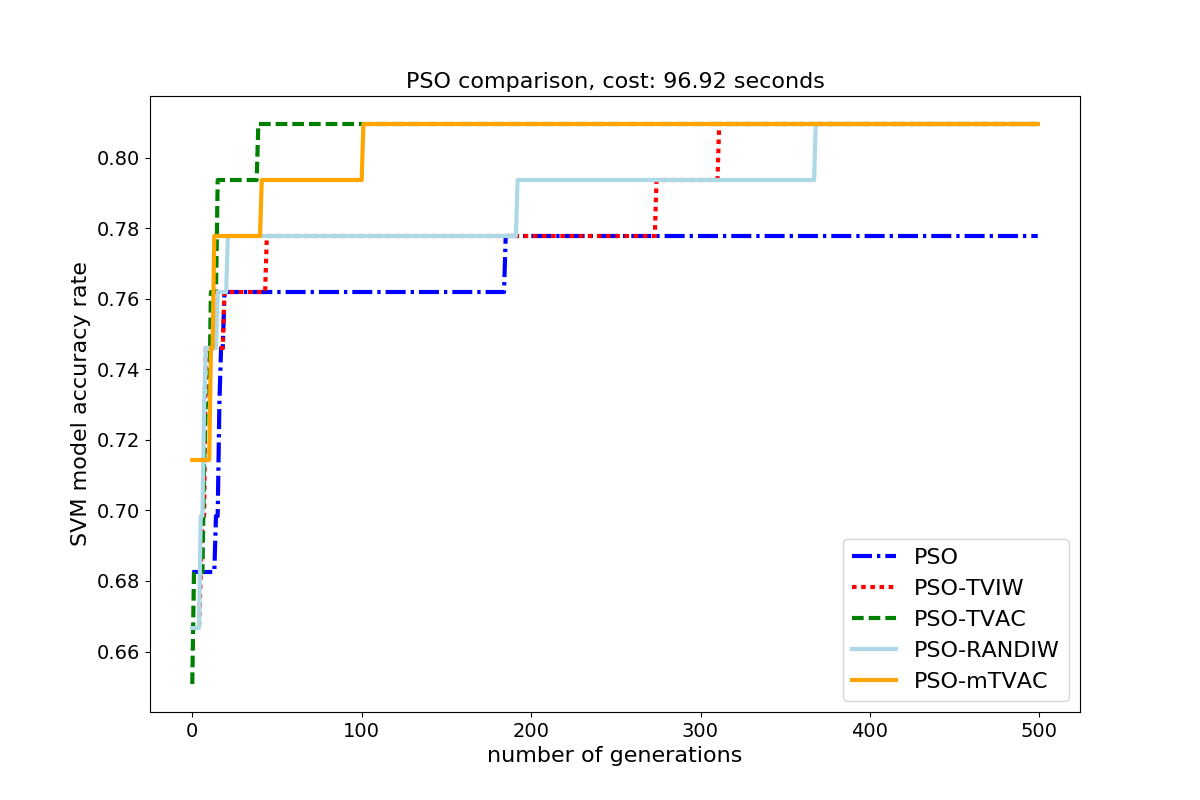 PSO comparison, cost: 96.92 seconds
SVM model accuracy rate
0.80
0.78
0.76
0.74
0.72
0.70
0.68
0.66
0
100
200
300
400
500
number of generations
PSO
PSO-TVIW
PSO-TVAC
PSO-RANDIW
PSO-mTVAC